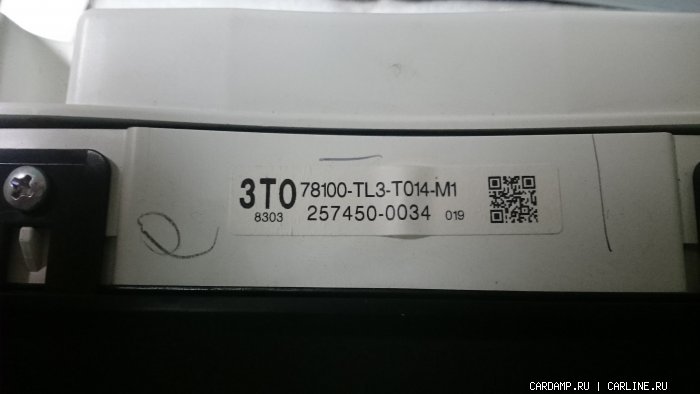 3T0 78100-TL3-T014-M1
8303 257450-0034 019
CARDAMP.RU | CARLINE.RU